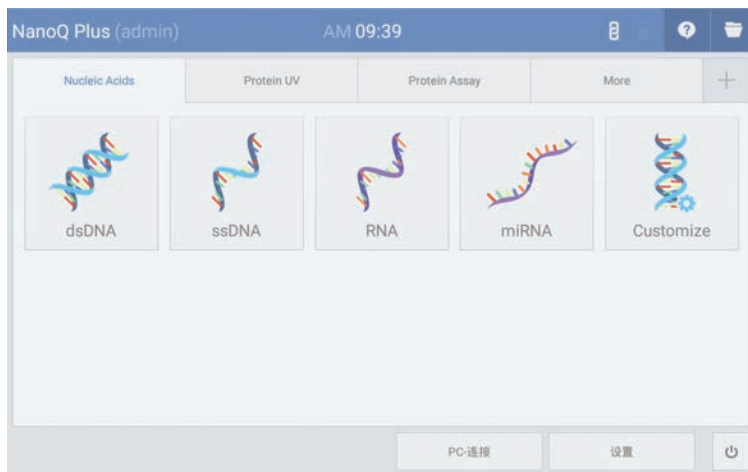 NanoQ Plus (admin) AM 09:39
Nucleic Acids Protein UV Protein Assay More
dsDNA ssDNA RNA miRNA Customize
PC-连接 设置